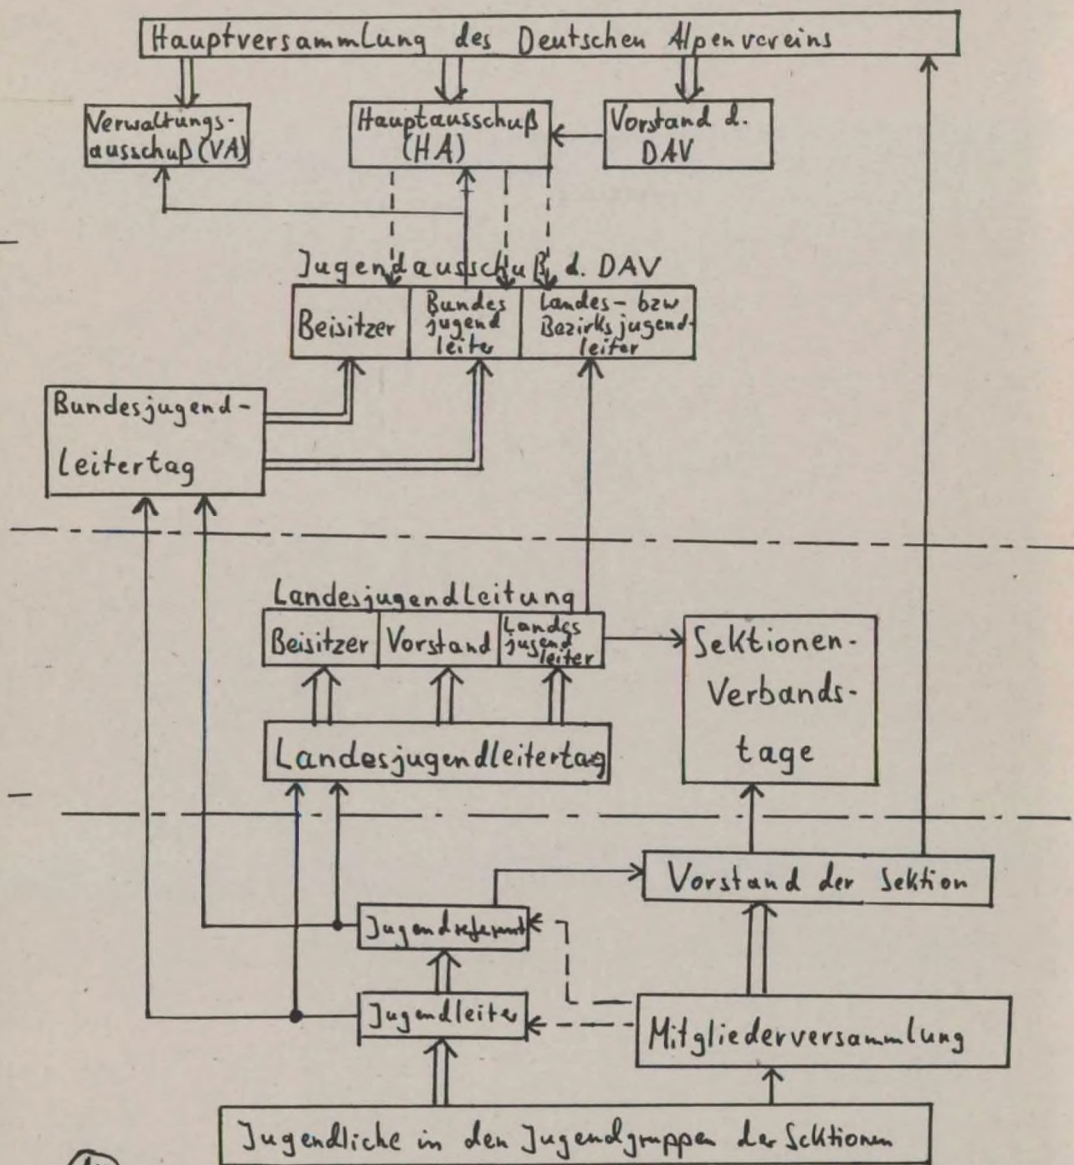 Hauptversammlung des Deutschen Alpenvereins
Verwaltungs-
ausschuß (VA)
Hauptausschuß
(HA)
Vorstand d.
DAV
Jugendausschuß d. DAV
Beisitzer
Bundes
jugend
leiter
Landes- bzw
Bezirksjugend-
leiter
Bundesjugend-
leitertag
Landesjugendleitung
Beisitzer
Vorstand
Landes
jugend
leiter
Sektionen-
Verbands-
tage
Landesjugendleitertag
Vorstand der Sektion
Jugendreferent
Jugendleiter
Mitgliederversammlung
Jugendliche in den Jugendgruppen der Sektionen